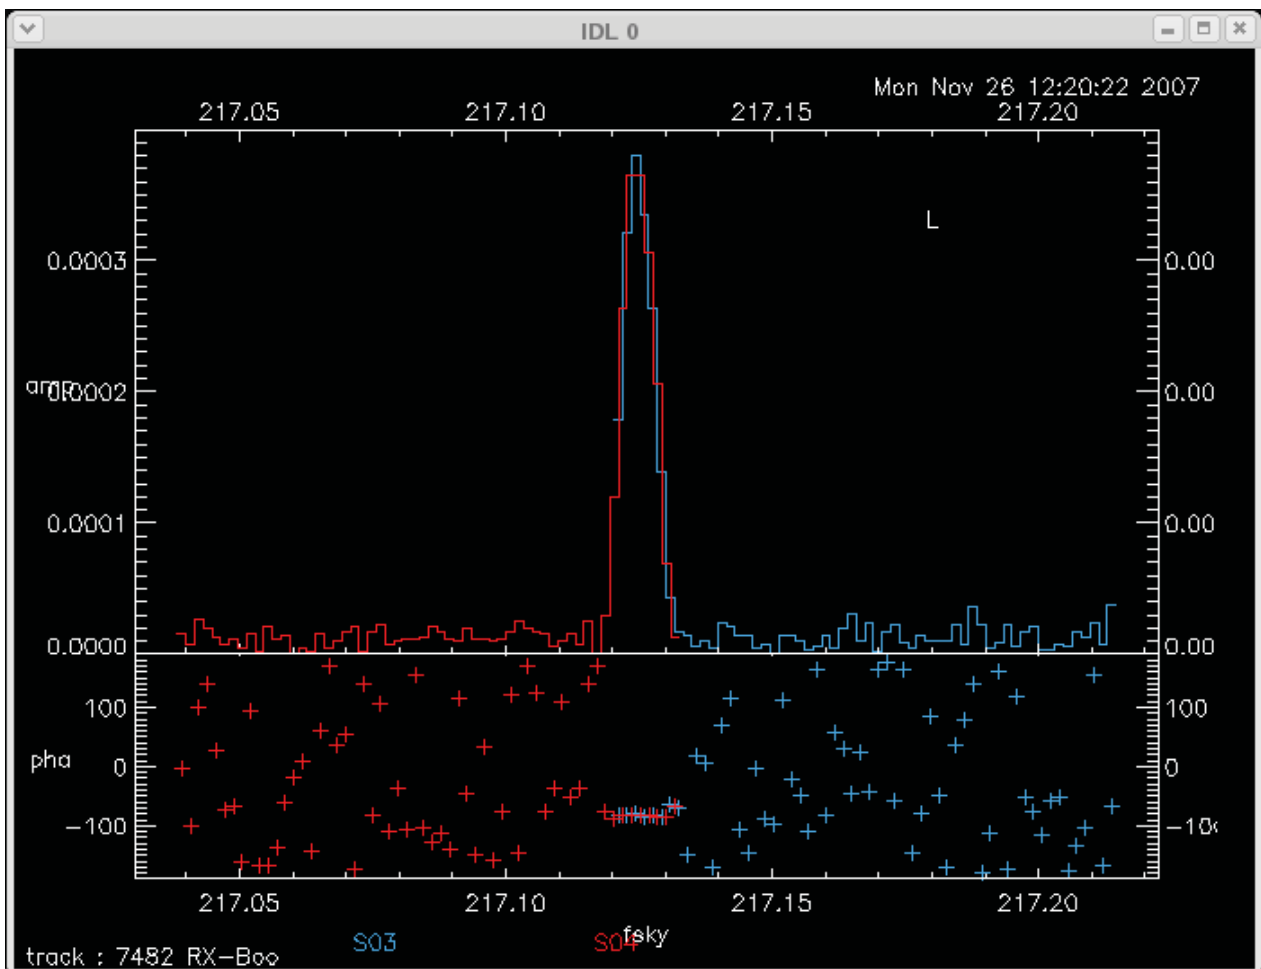 IDL 0
Mon Nov 26 12:20:22 2007
217.05 217.10 217.15 217.20
L
0.0003 0.00
amp 0.0002 0.00
0.0001 0.00
0.0000 0.00
100 100
pha 0 0
-100 -100
217.05 217.10 217.15 217.20
fsky
S03 S04
track : 7482 RX-Boo